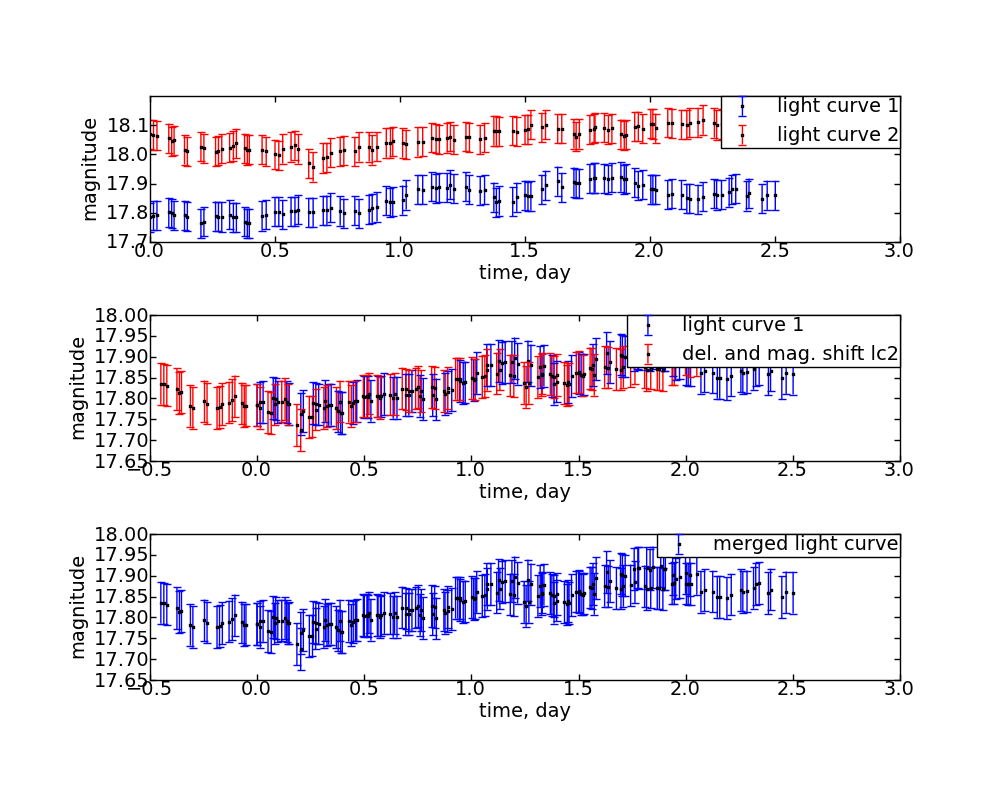 18.1
18.0
17.9
17.8
17.7
magnitude
light curve 1
light curve 2
0.0 0.5 1.0 1.5 2.0 2.5 3.0
time, day
18.00
17.95
17.90
17.85
17.80
17.75
17.70
17.65
magnitude
light curve 1
del. and mag. shift lc2
−0.5 0.0 0.5 1.0 1.5 2.0 2.5 3.0
time, day
18.00
17.95
17.90
17.85
17.80
17.75
17.70
17.65
magnitude
merged light curve
−0.5 0.0 0.5 1.0 1.5 2.0 2.5 3.0
time, day